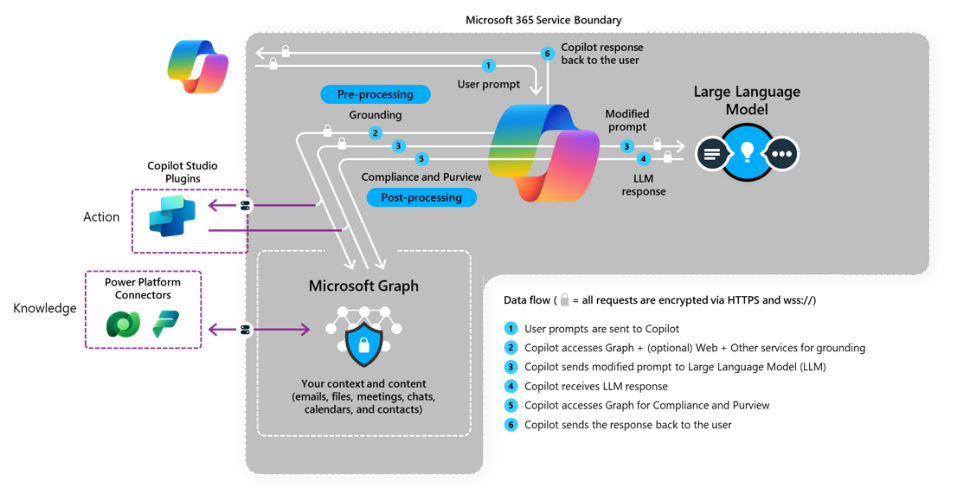 Microsoft 365 Service Boundary
6
Copilot response
back to the user
1
User prompt
Pre-processing
Grounding
2
3
5
Compliance and Purview
Post-processing
Modified
prompt
3
4
LLM
response
Large Language
Model
Copilot Studio
Plugins
Action
Power Platform
Connectors
Knowledge
Microsoft Graph
Your context and content
(emails, files, meetings, chats,
calendars, and contacts)
Data flow ( = all requests are encrypted via HTTPS and wss://)
1 User prompts are sent to Copilot
2 Copilot accesses Graph + (optional) Web + Other services for grounding
3 Copilot sends modified prompt to Large Language Model (LLM)
4 Copilot receives LLM response
5 Copilot accesses Graph for Compliance and Purview
6 Copilot sends the response back to the user